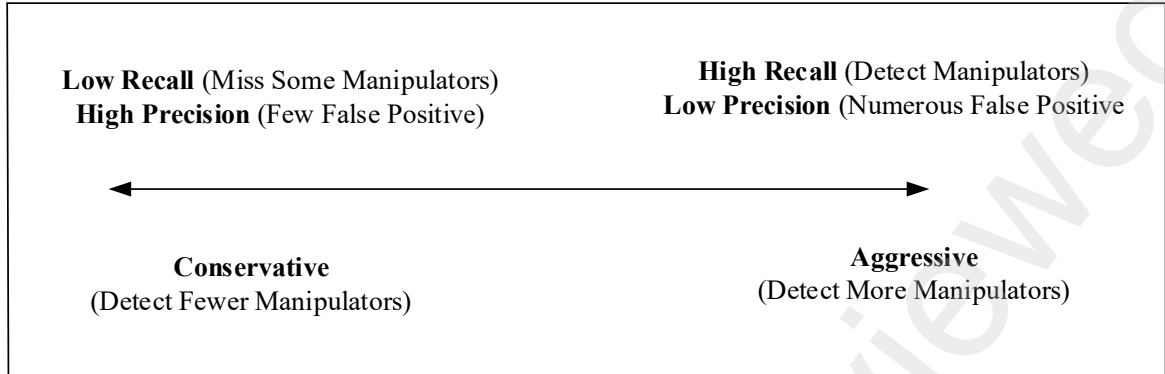 Low Recall (Miss Some Manipulators)
High Precision (Few False Positive)
High Recall (Detect Manipulators)
Low Precision (Numerous False Positive
Conservative
(Detect Fewer Manipulators)
Aggressive
(Detect More Manipulators)